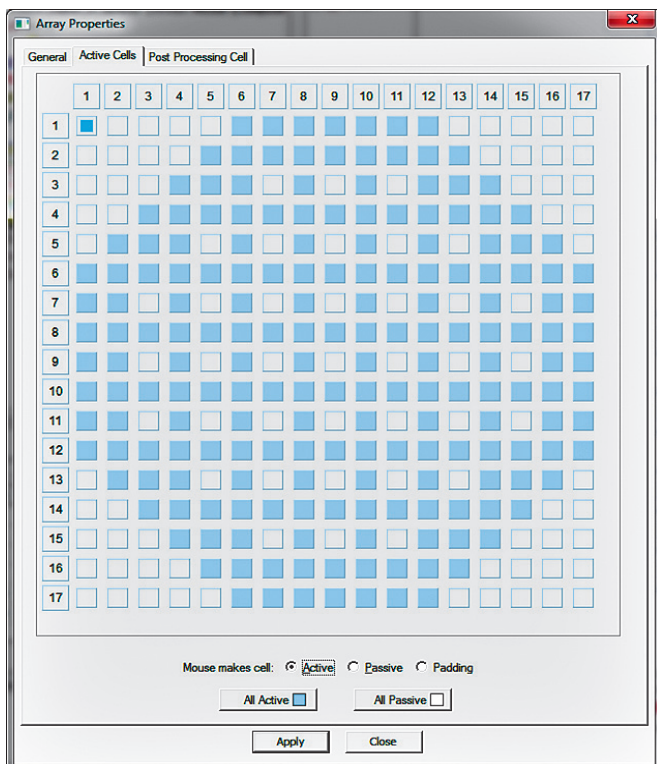 Array Properties
General Active Cells Post Processing Cell
1 2 3 4 5 6 7 8 9 10 11 12 13 14 15 16 17
1
2
3
4
5
6
7
8
9
10
11
12
13
14
15
16
17
Mouse makes cell: Active Passive Padding
All Active All Passive
Apply Close